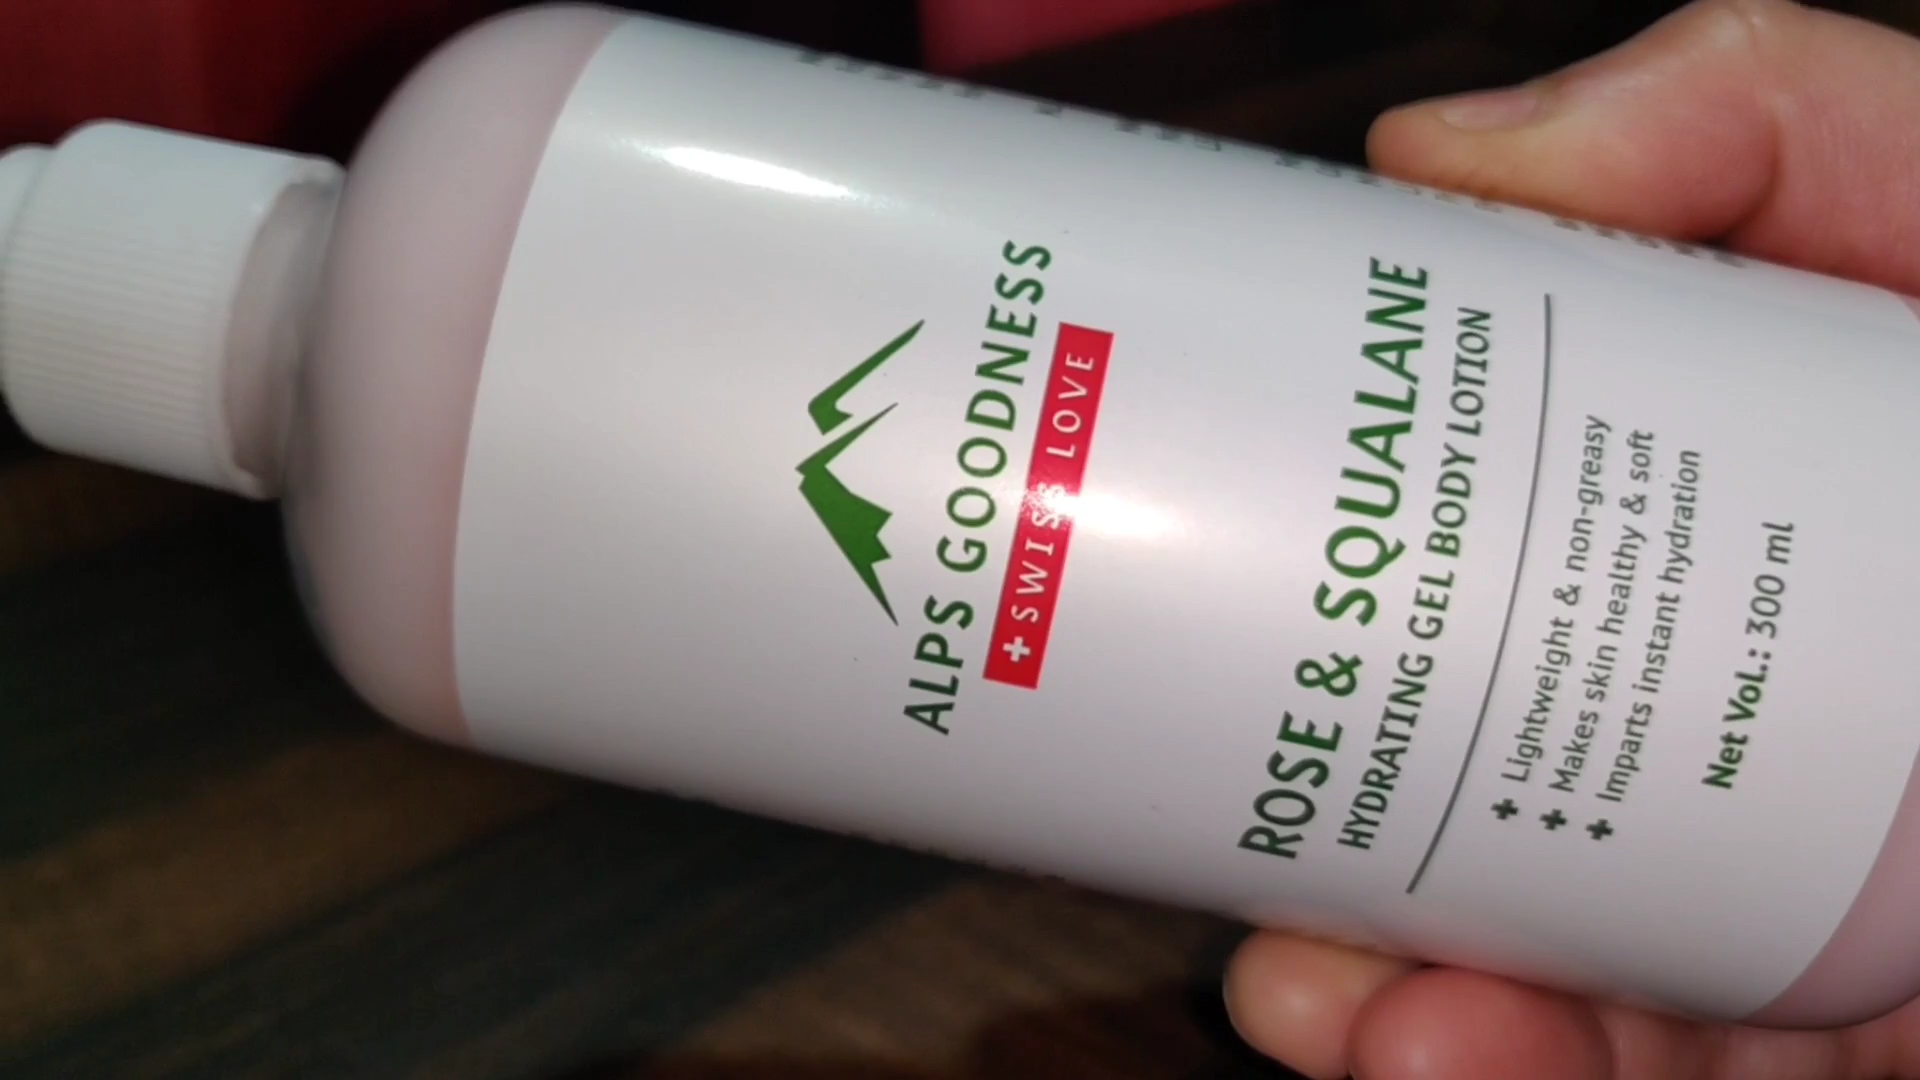 ALPS GOODNESS
SWISS LOVE
ROSE & SQUALANE
HYDRATING GEL BODY LOTION
Lightweight & non-greasy
Makes skin healthy & soft
Imparts instant hydration
Net Vol.: 300 ml